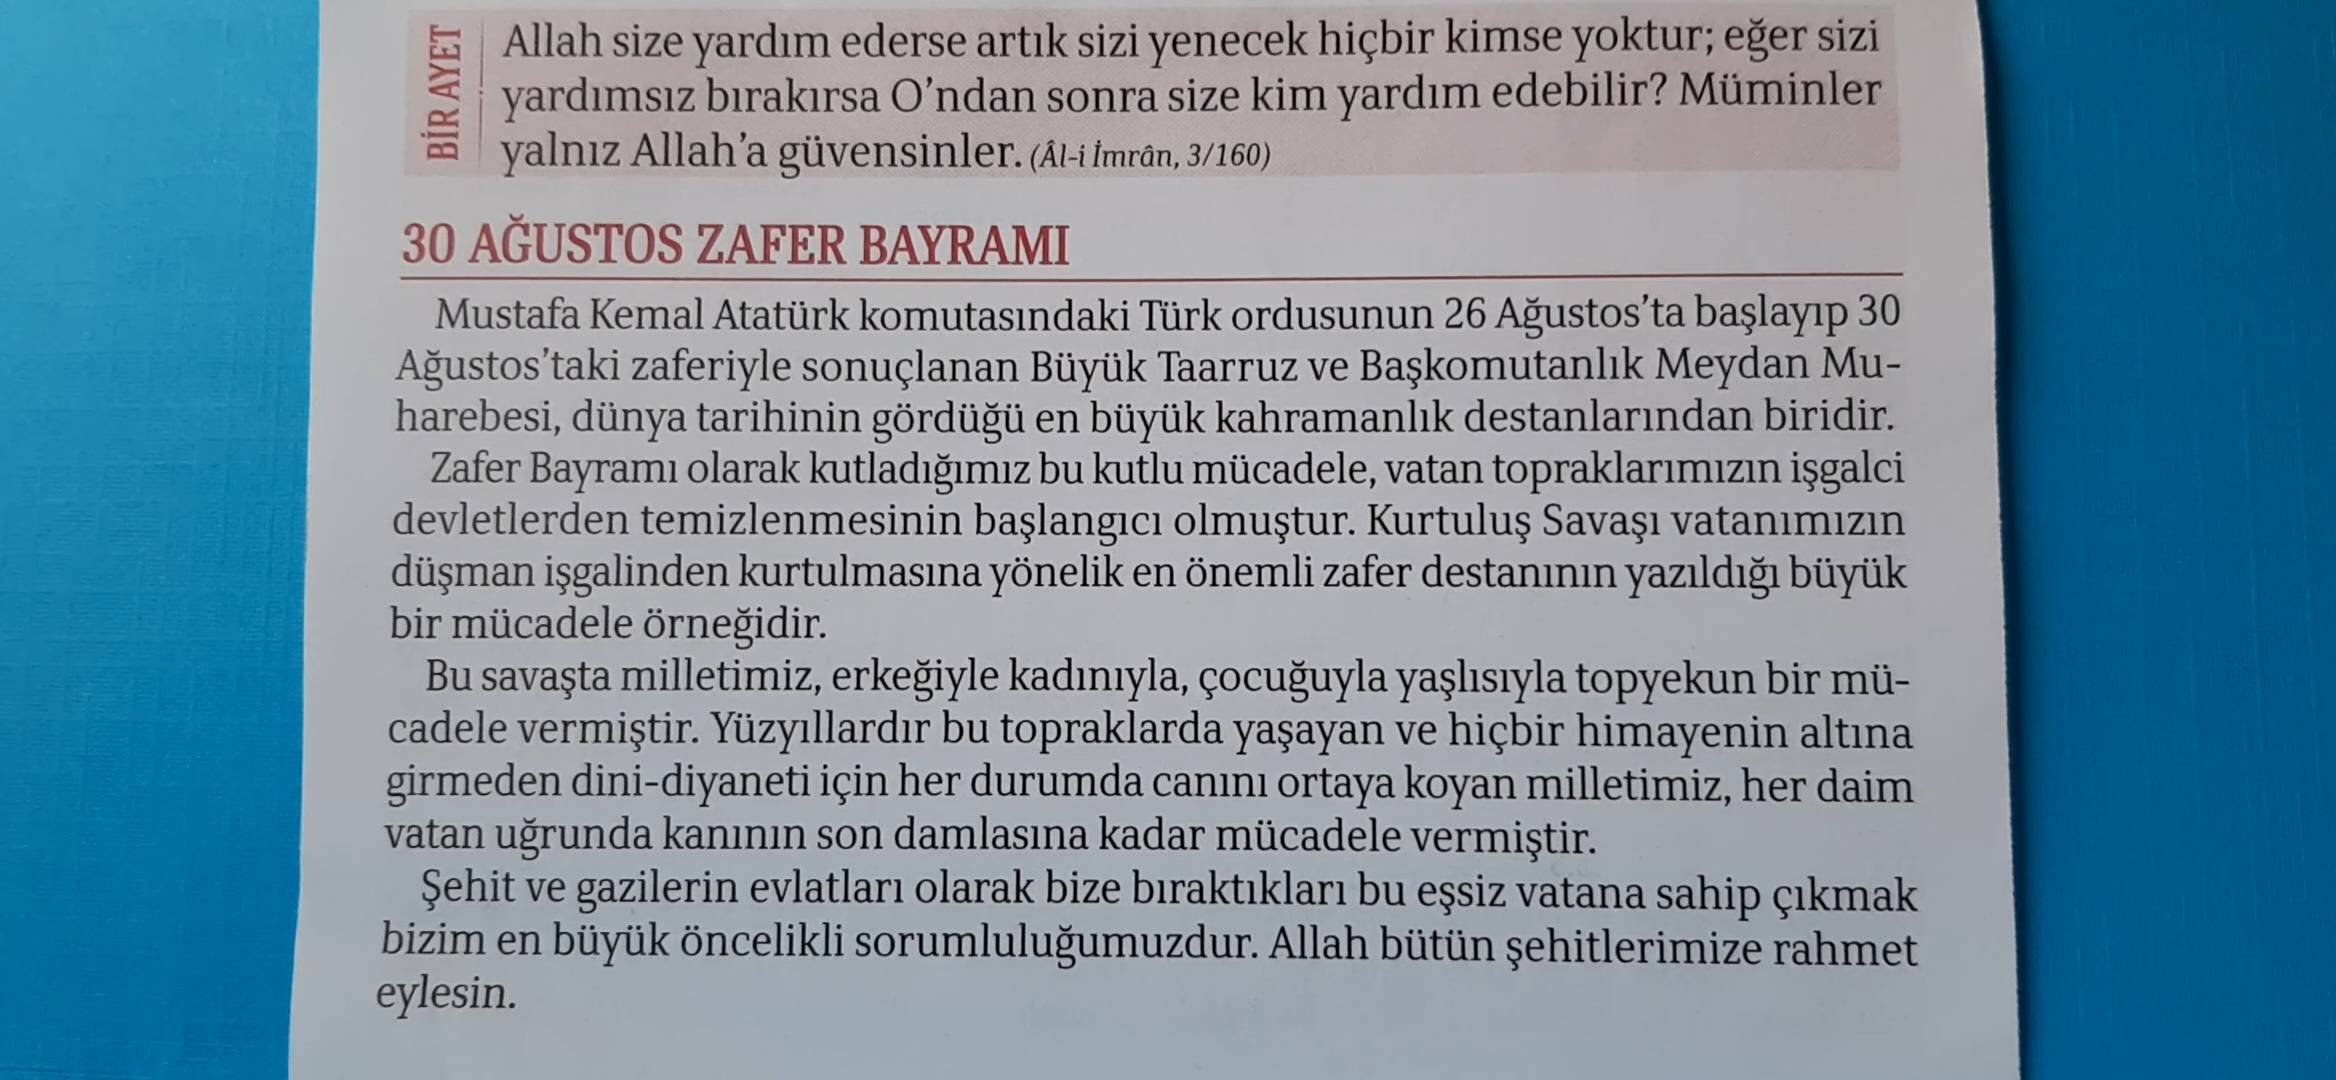 BİR AYET
Allah size yardım ederse artık sizi yenecek hiçbir kimse yoktur; eğer sizi
yardımsız bırakırsa O’ndan sonra size kim yardım edebilir? Müminler
yalnız Allah’a güvensinler. (Âl-i İmrân, 3/160)
30 AĞUSTOS ZAFER BAYRAMI
Mustafa Kemal Atatürk komutasındaki Türk ordusunun 26 Ağustos’ta başlayıp 30
Ağustos’taki zaferiyle sonuçlanan Büyük Taarruz ve Başkomutanlık Meydan Mu-
harebesi, dünya tarihinin gördüğü en büyük kahramanlık destanlarından biridir.
Zafer Bayramı olarak kutladığımız bu kutlu mücadele, vatan topraklarımızın işgalci
devletlerden temizlenmesinin başlangıcı olmuştur. Kurtuluş Savaşı vatanımızın
düşman işgalinden kurtulmasına yönelik en önemli zafer destanının yazıldığı büyük
bir mücadele örneğidir.
Bu savaşta milletimiz, erkeğiyle kadınıyla, çocuğuyla yaşlısıyla topyekun bir mü-
cadele vermiştir. Yüzyıllardır bu topraklarda yaşayan ve hiçbir himayenin altına
girmeden dini-diyaneti için her durumda canını ortaya koyan milletimiz, her daim
vatan uğrunda kanının son damlasına kadar mücadele vermiştir.
Şehit ve gazilerin evlatları olarak bize bıraktıkları bu eşsiz vatana sahip çıkmak
bizim en büyük öncelikli sorumluluğumuzdur. Allah bütün şehitlerimize rahmet
eylesin.